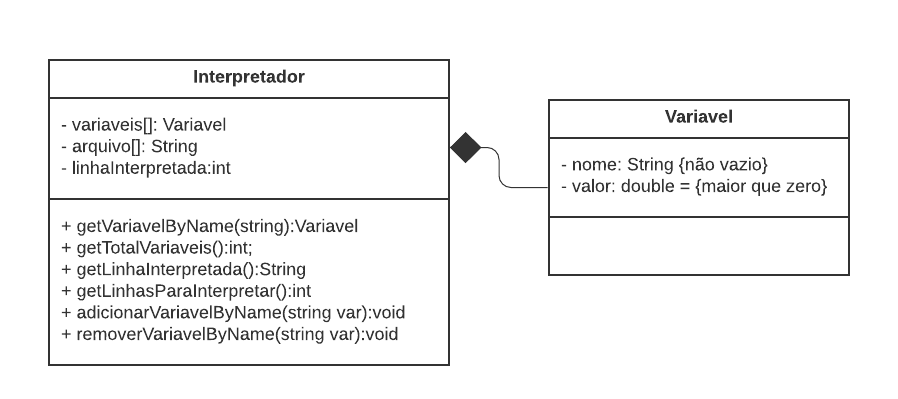 Interpretador
- variaveis[]: Variavel
- arquivo[]: String
- linhaInterpretada:int
+ getVariavelByName(string):Variavel
+ getTotalVariaveis():int;
+ getLinhaInterpretada():String
+ getLinhasParaInterpretar():int
+ adicionarVariavelByName(string var):void
+ removerVariavelByName(string var):void
Variavel
- nome: String {não vazio}
- valor: double = {maior que zero}